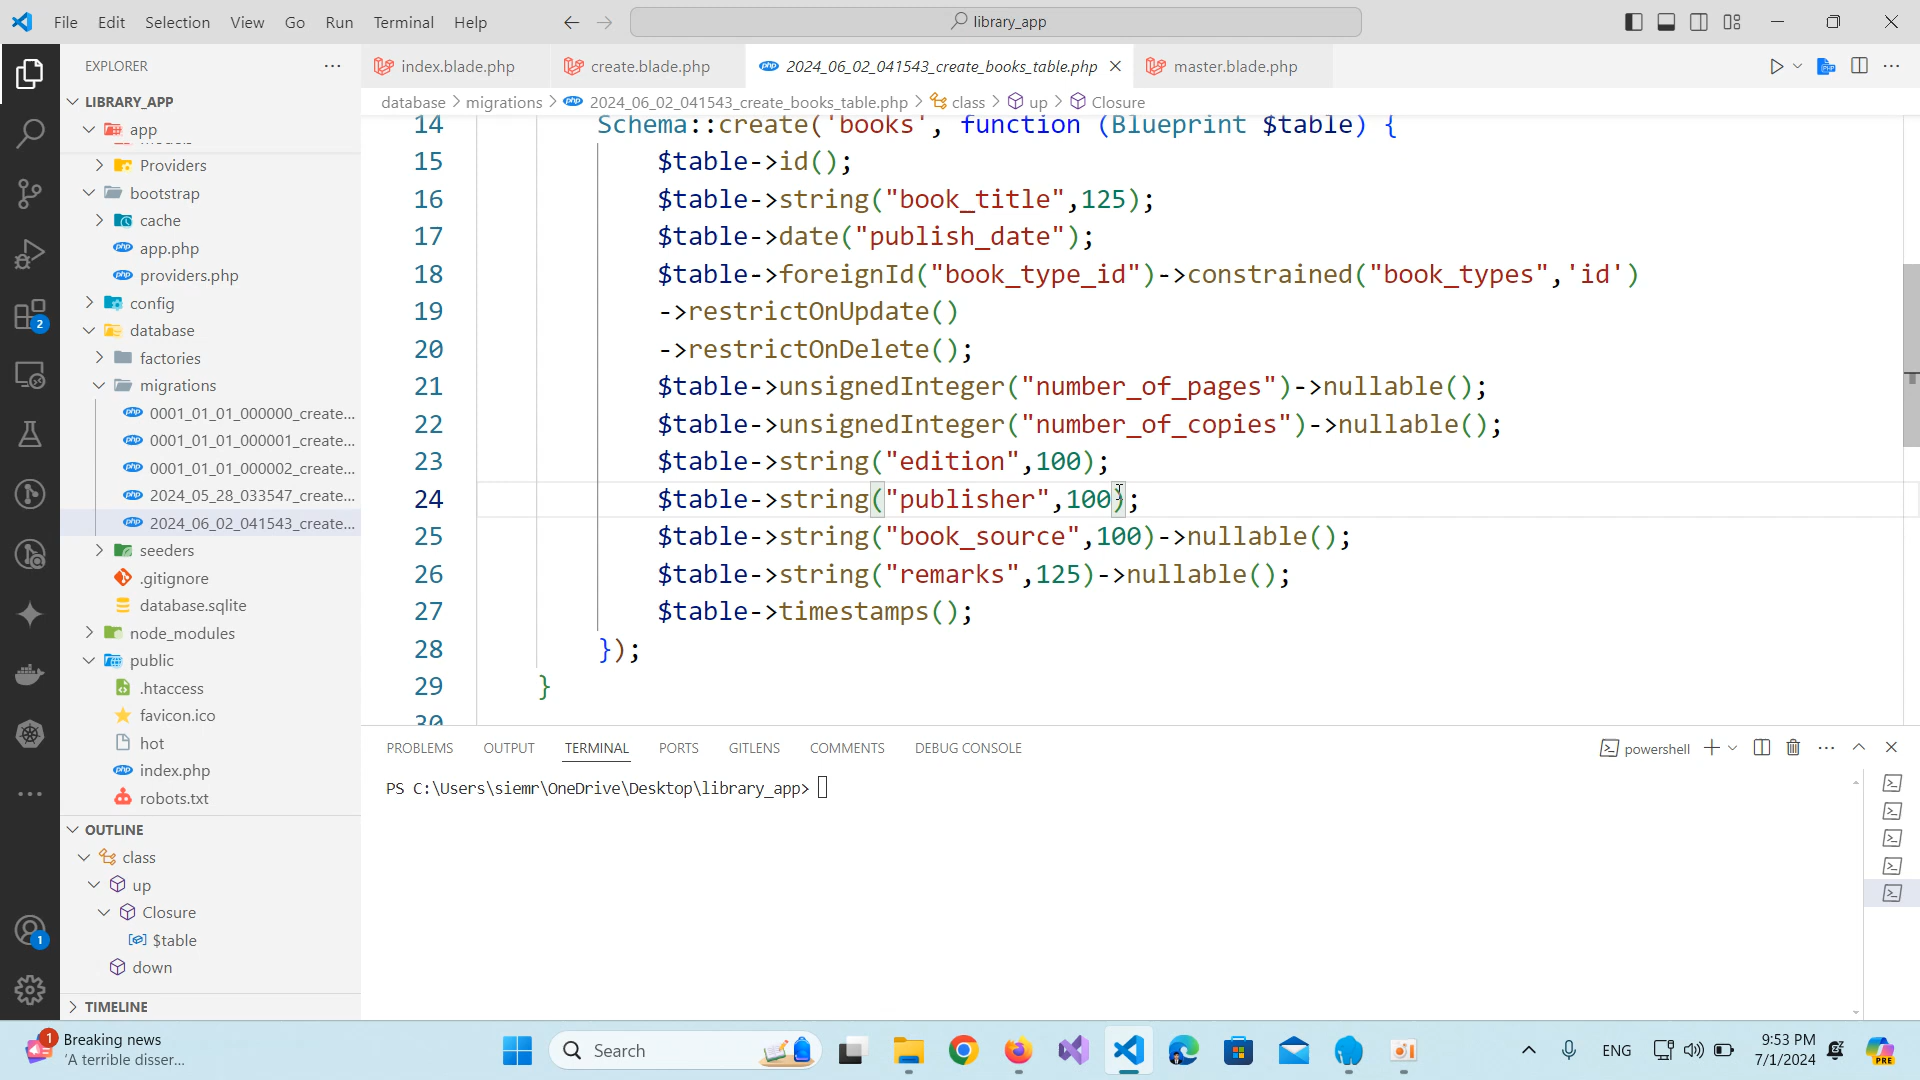 File Edit Selection View Go Run Terminal Help
library_app
EXPLORER
index.blade.php
create.blade.php
2024_06_02_041543_create_books_table.php
master.blade.php
LIBRARY_APP
database > migrations > 2024_06_02_041543_create_books_table.php > class > up > Closure
app
Providers
bootstrap
cache
app.php
providers.php
config
database
factories
migrations
0001_01_01_000000_create...
0001_01_01_000001_create...
0001_01_01_000002_create...
2024_05_28_033547_create...
2024_06_02_041543_create...
seeders
.gitignore
database.sqlite
node_modules
public
.htaccess
favicon.ico
hot
index.php
robots.txt
OUTLINE
class
up
Closure
$table
down
TIMELINE
14 Schema::create('books', function (Blueprint $table) {
15 $table->id();
16 $table->string("book_title",125);
17 $table->date("publish_date");
18 $table->foreignId("book_type_id")->constrained("book_types",'id')
19 ->restrictOnUpdate()
20 ->restrictOnDelete();
21 $table->unsignedInteger("number_of_pages")->nullable();
22 $table->unsignedInteger("number_of_copies")->nullable();
23 $table->string("edition",100);
24 $table->string("publisher",100);
25 $table->string("book_source",100)->nullable();
26 $table->string("remarks",125)->nullable();
27 $table->timestamps();
28 });
29 }
30
PROBLEMS OUTPUT TERMINAL PORTS GITLENS COMMENTS DEBUG CONSOLE
powershell
PS C:\Users\siemr\OneDrive\Desktop\library_app>
2
1
1
Breaking news
'A terrible disser...
Search
ENG
9:53 PM
7/1/2024
PRE